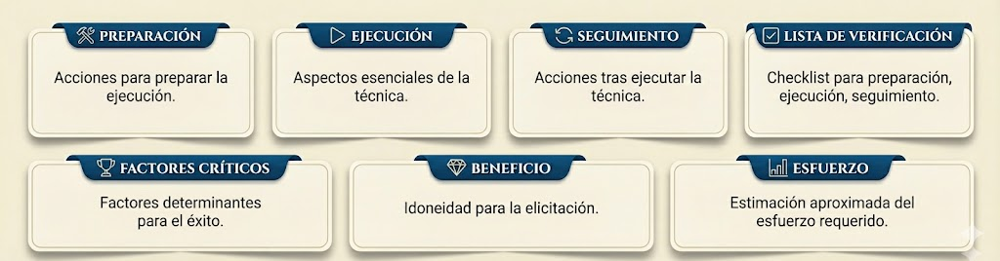 PREPARACIÓN
Acciones para preparar la
ejecución.
EJECUCIÓN
Aspectos esenciales de la
técnica.
SEGUIMIENTO
Acciones tras ejecutar la
técnica.
LISTA DE VERIFICACIÓN
Checklist para preparación,
ejecución, seguimiento.
FACTORES CRÍTICOS
Factores determinantes
para el éxito.
BENEFICIO
Idoneidad para la elicitación.
ESFUERZO
Estimación aproximada del
esfuerzo requerido.